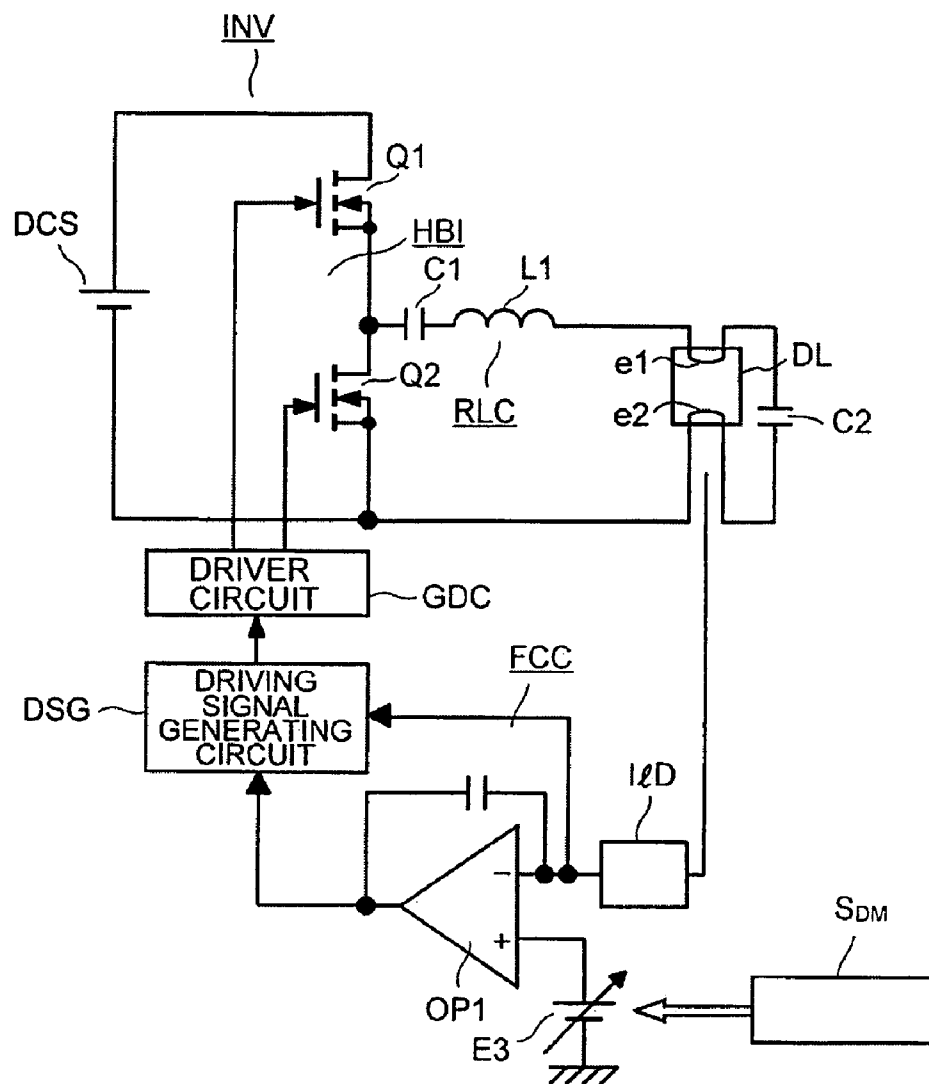 INV
Q1
DCS
HBI
C1
L1
e1
DL
Q2
e2
RLC
C2
DRIVER
CIRCUIT
GDC
FCC
DSG
DRIVING
SIGNAL
GENERATING
CIRCUIT
IℓD
−
+
SDM
OP1
E3